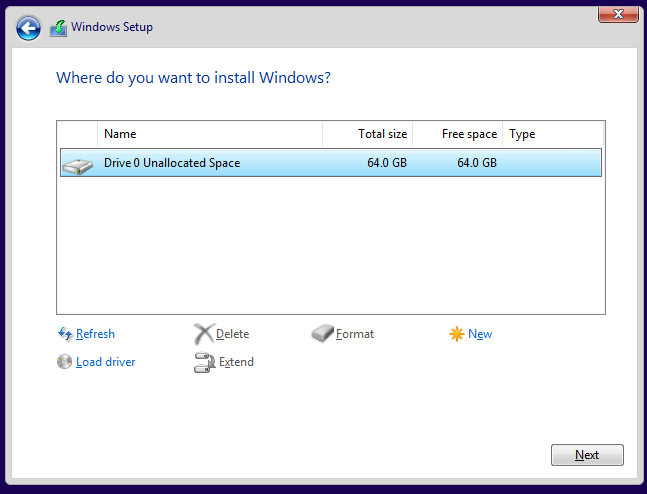 Windows Setup
Where do you want to install Windows?
Name Total size Free space Type
Drive 0 Unallocated Space 64.0 GB 64.0 GB
Refresh Delete Format New
Load driver Extend
Next